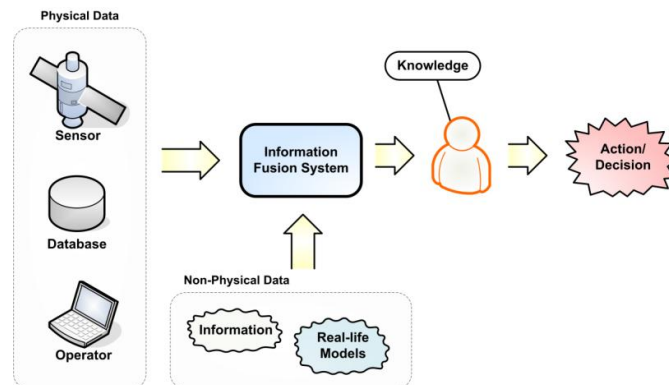 Physical Data
Sensor
Database
Operator
Information
Fusion System
Non-Physical Data
Information
Real-life
Models
Knowledge
Action/
Decision